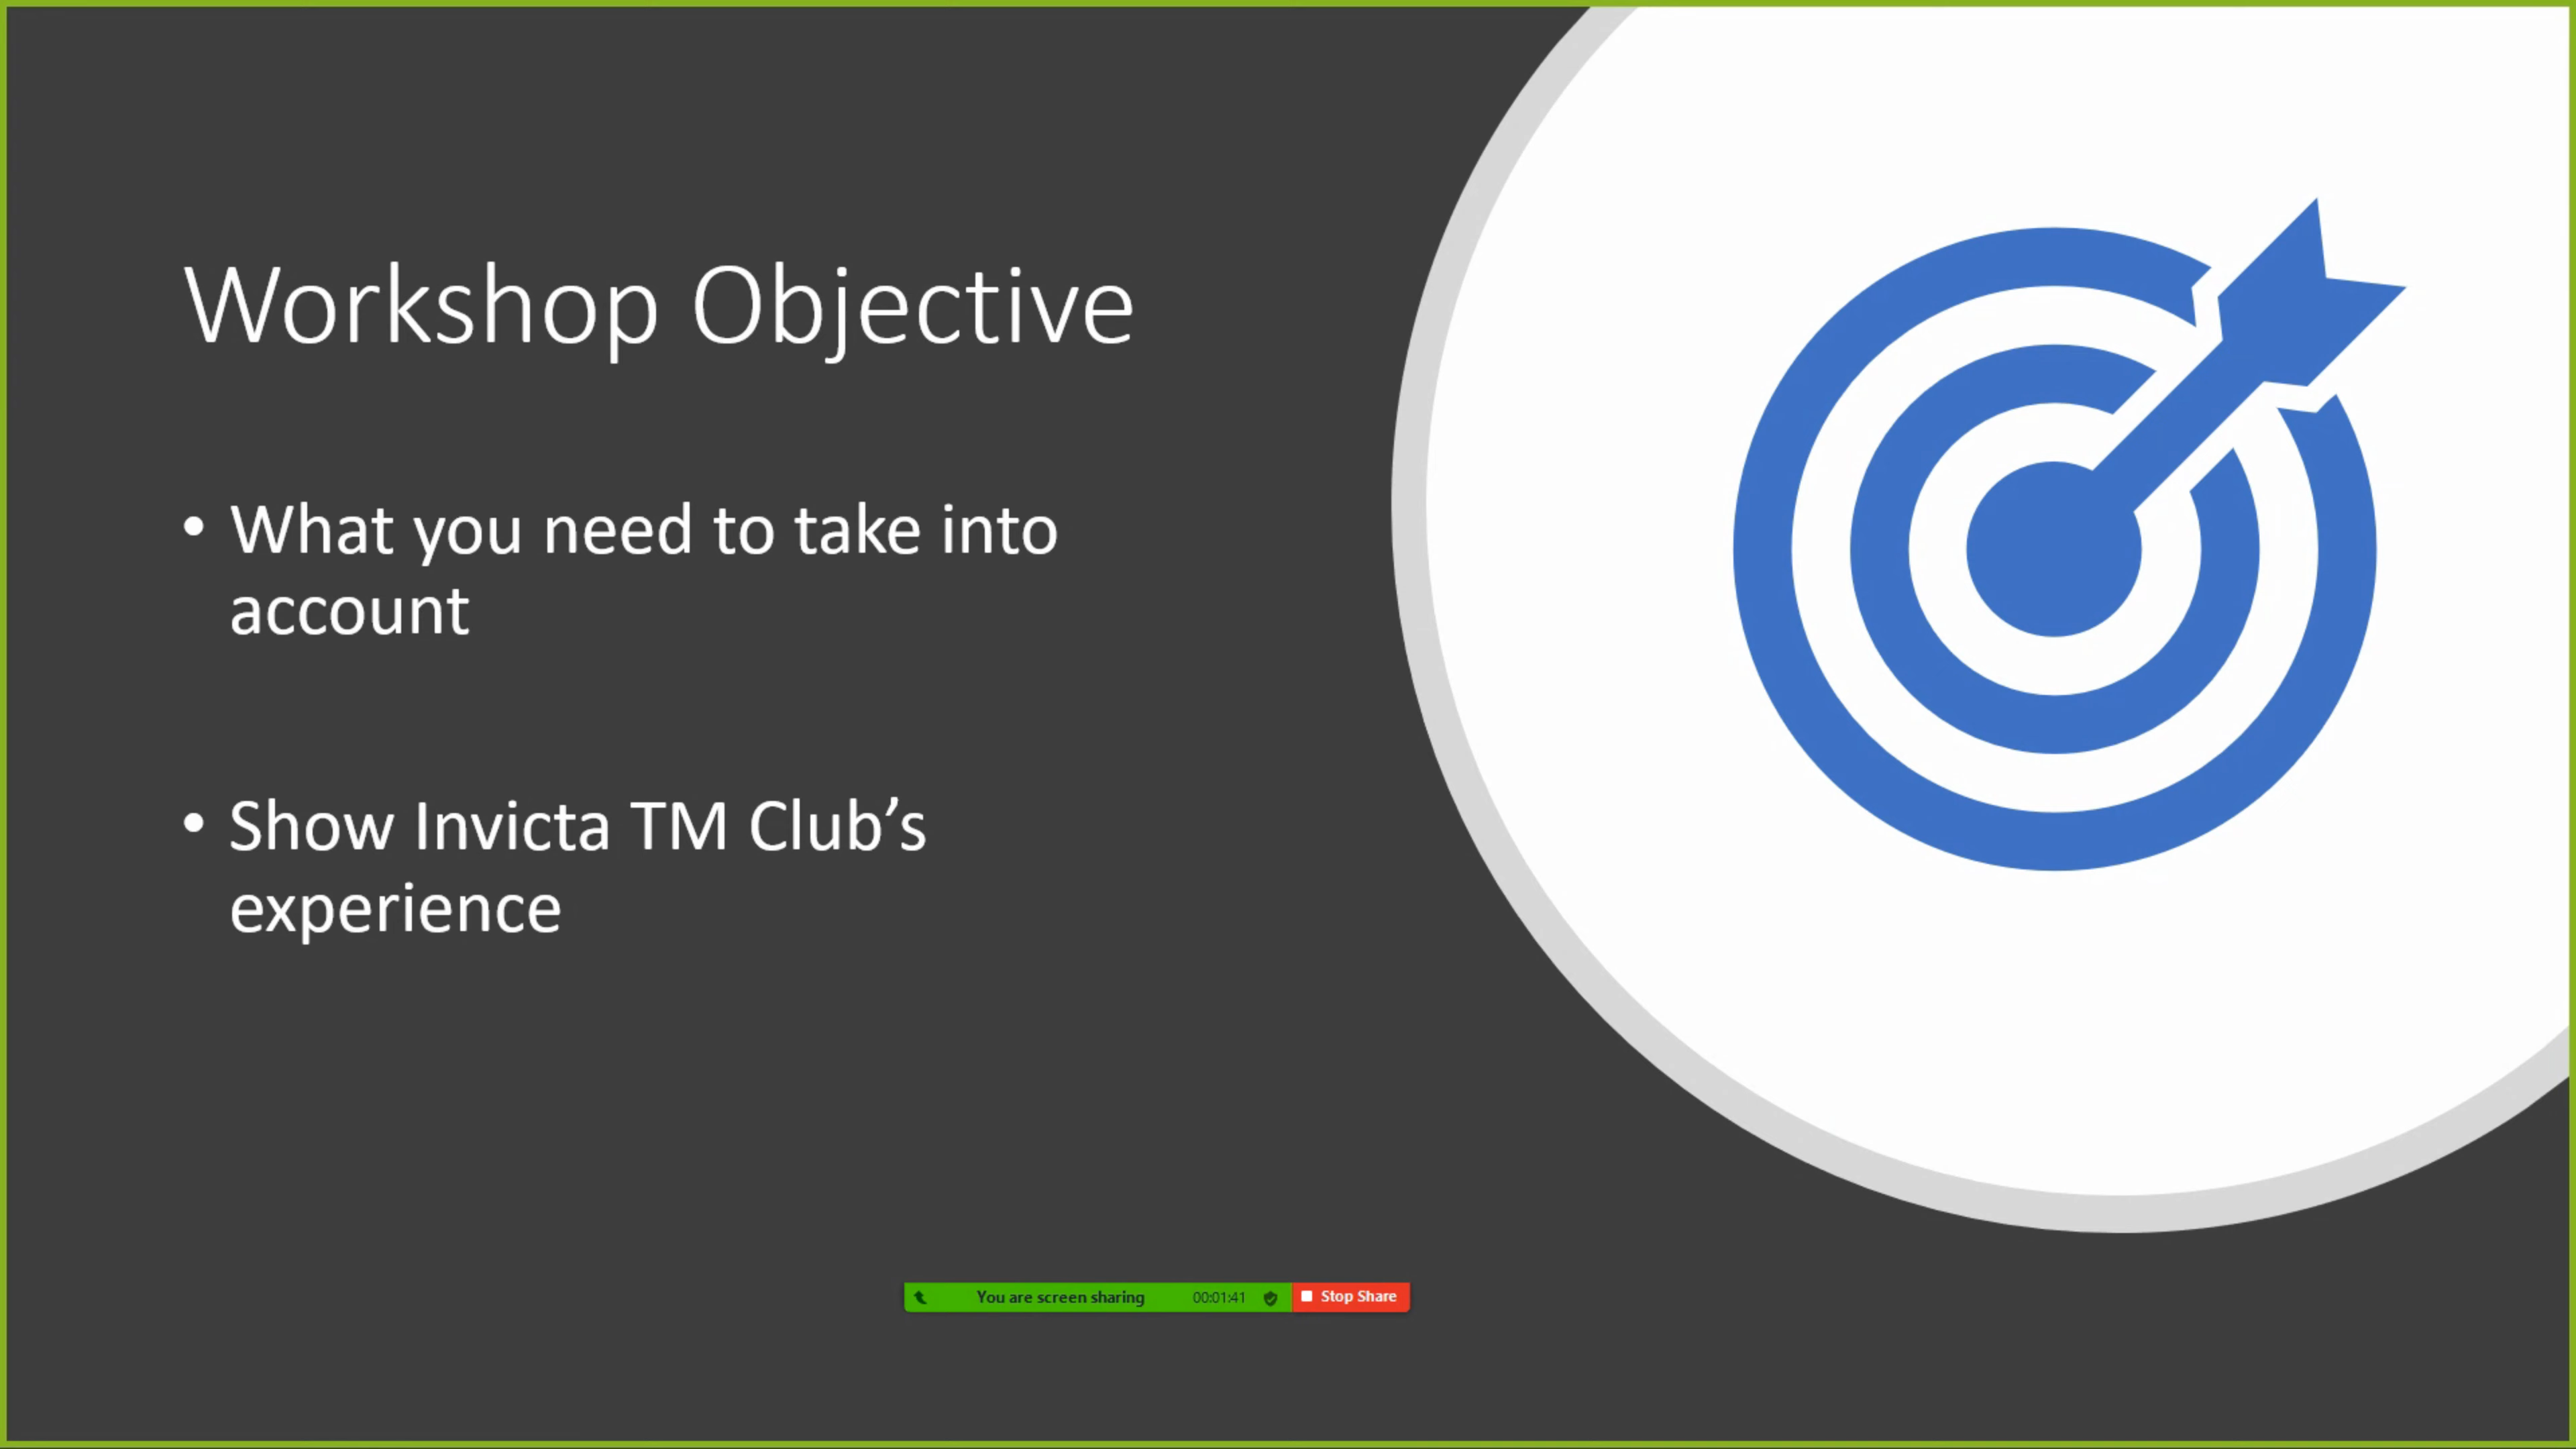 Workshop Objective
• What you need to take into
account
• Show Invicta TM Club’s
experience
You are screen sharing 00:01:41 Stop Share